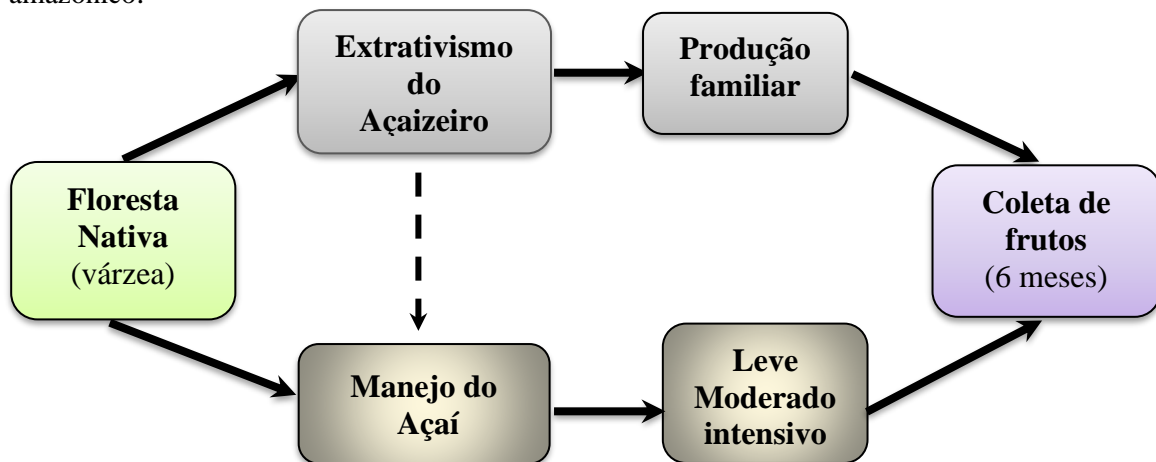 amazônico.
Extrativismo
do
Açaizeiro
Produção
familiar
Floresta
Nativa
(várzea)
Coleta de
frutos
(6 meses)
Manejo do
Açaí
Leve
Moderado
intensivo